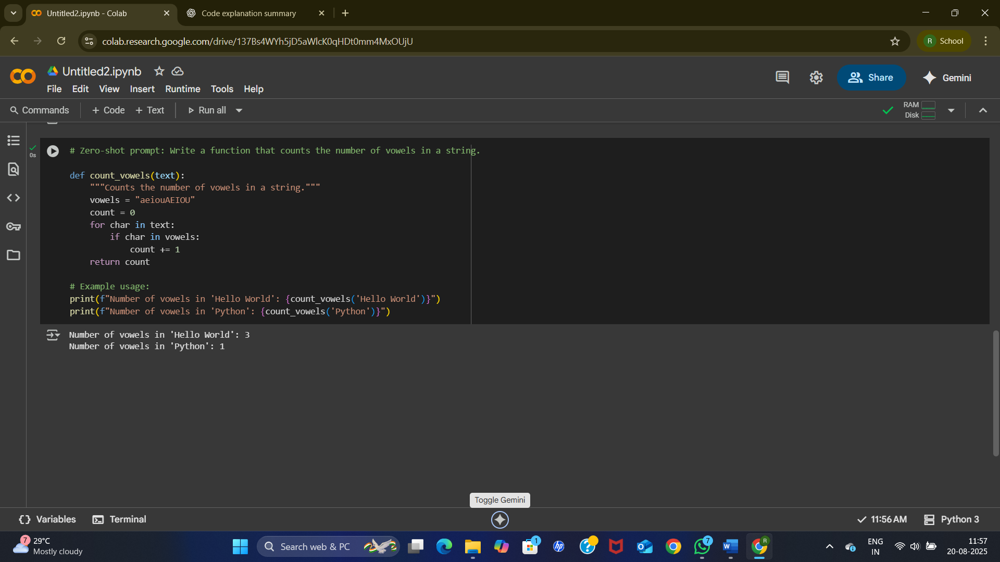 Untitled2.ipynb - Colab
Code explanation summary
colab.research.google.com/drive/137Bs4WYh5jD5aWlcK0qHDt0mm4MxOUjU
R School
Untitled2.ipynb
File Edit View Insert Runtime Tools Help
Share
Gemini
Commands + Code + Text Run all
RAM
Disk
0s
# Zero-shot prompt: Write a function that counts the number of vowels in a string.
def count_vowels(text):
    """Counts the number of vowels in a string."""
    vowels = "aeiouAEIOU"
    count = 0
    for char in text:
        if char in vowels:
            count += 1
    return count
# Example usage:
print(f"Number of vowels in 'Hello World': {count_vowels('Hello World')}")
print(f"Number of vowels in 'Python': {count_vowels('Python')}")
Number of vowels in 'Hello World': 3
Number of vowels in 'Python': 1
Toggle Gemini
{} Variables Terminal
11:56 AM Python 3
7 29°C
Mostly cloudy
Search web & PC
1
hp
7
R
ENG
IN
11:57
20-08-2025